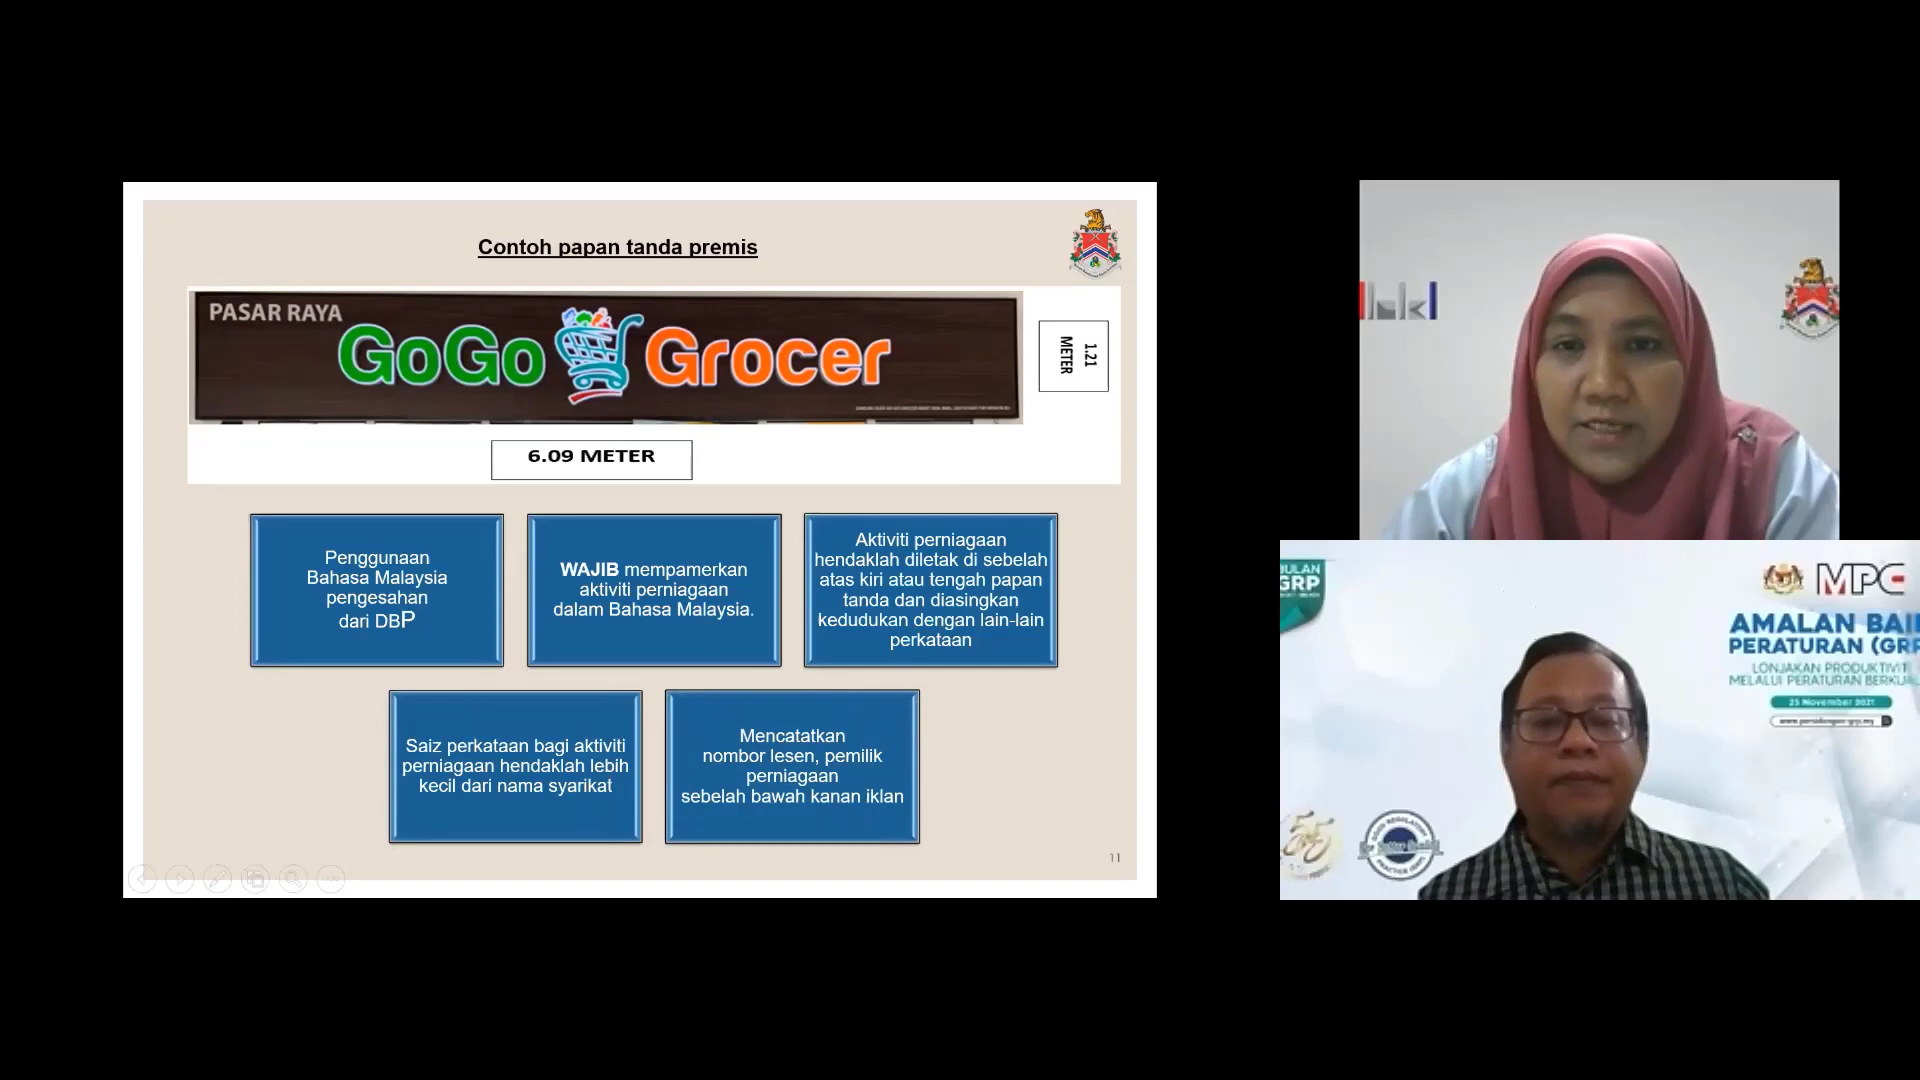 Contoh papan tanda premis
PASAR RAYA
GoGo Grocer
1.21
METER
6.09 METER
Penggunaan
Bahasa Malaysia
pengesahan
dari DBP
WAJIB mempamerkan
aktiviti perniagaan
dalam Bahasa Malaysia.
Aktiviti perniagaan
hendaklah diletak di sebelah
atas kiri atau tengah papan
tanda dan diasingkan
kedudukan dengan lain-lain
perkataan
Saiz perkataan bagi aktiviti
perniagaan hendaklah lebih
kecil dari nama syarikat
Mencatatkan
nombor lesen, pemilik
perniagaan
sebelah bawah kanan iklan
11
BULAN
GRP
MPC
AMALAN BAI
PERATURAN (GRP
LONJAKAN PRODUKTIVITI
MELALUI PERATURAN BERKUAL
25 November 2021